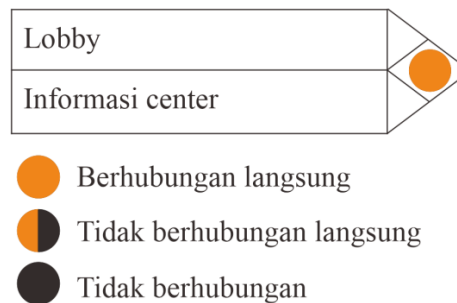 Lobby
Informasi center
Berhubungan langsung
Tidak berhubungan langsung
Tidak berhubungan